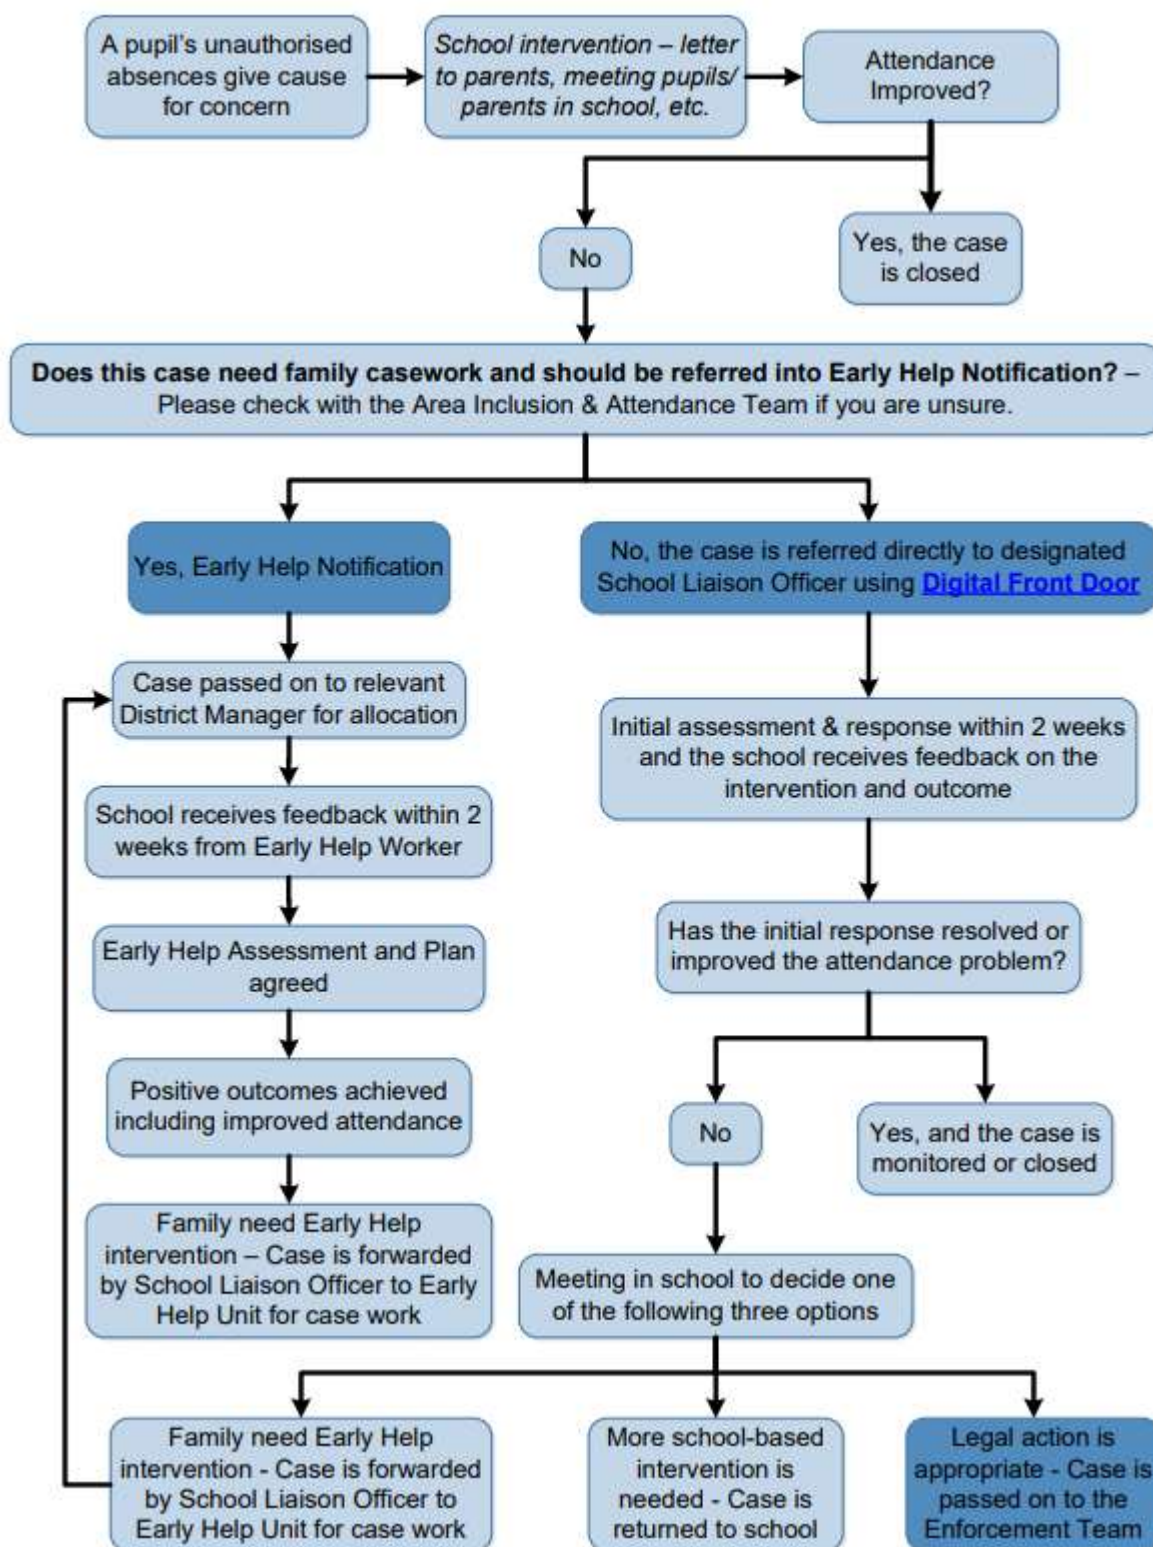 A pupil's unauthorised
absences give cause
for concern
School intervention – letter
to parents, meeting pupils/
parents in school, etc.
Attendance
Improved?
No
Yes, the case
is closed
Does this case need family casework and should be referred into Early Help Notification? –
Please check with the Area Inclusion & Attendance Team if you are unsure.
Yes, Early Help Notification
Case passed on to relevant
District Manager for allocation
School receives feedback within 2
weeks from Early Help Worker
Early Help Assessment and Plan
agreed
Positive outcomes achieved
including improved attendance
Family need Early Help
intervention – Case is forwarded
by School Liaison Officer to Early
Help Unit for case work
No, the case is referred directly to designated
School Liaison Officer using Digital Front Door
Initial assessment & response within 2 weeks
and the school receives feedback on the
intervention and outcome
Has the initial response resolved or
improved the attendance problem?
No
Yes, and the case is
monitored or closed
Meeting in school to decide one
of the following three options
Family need Early Help
intervention - Case is forwarded
by School Liaison Officer to
Early Help Unit for case work
More school-based
intervention is
needed - Case is
returned to school
Legal action is
appropriate - Case is
passed on to the
Enforcement Team